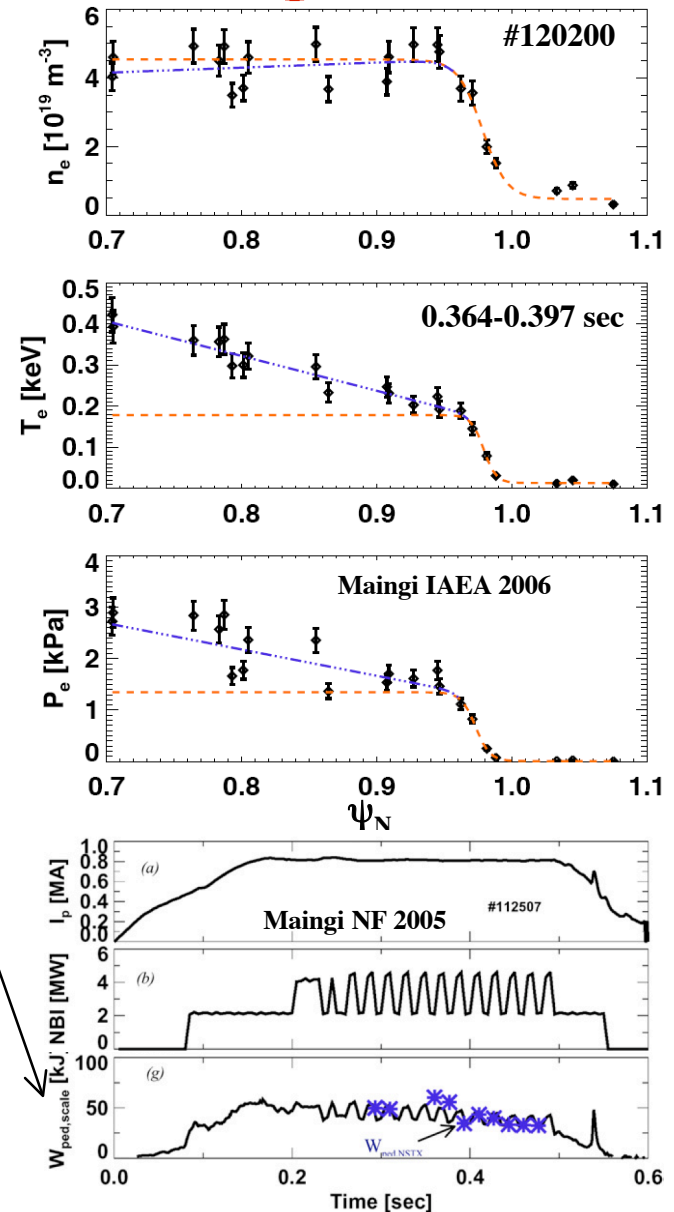 #120200
n_e [10^19 m^-3]
6
4
2
0
0.7 0.8 0.9 1.0 1.1
0.364-0.397 sec
T_e [keV]
0.5
0.4
0.3
0.2
0.1
0.0
0.7 0.8 0.9 1.0 1.1
Maingi IAEA 2006
P_e [kPa]
4
3
2
1
0
0.7 0.8 0.9 1.0 1.1
ψ_N
(a)
I_p [MA]
1.0
0.8
0.6
0.4
0.2
0.0
Maingi NF 2005
#112507
(b)
NBI [MW]
6
4
2
0
(g)
W_ped,scale [kJ]
100
50
0
W_ped,NSTX
0.0 0.2 0.4 0.6
Time [sec]